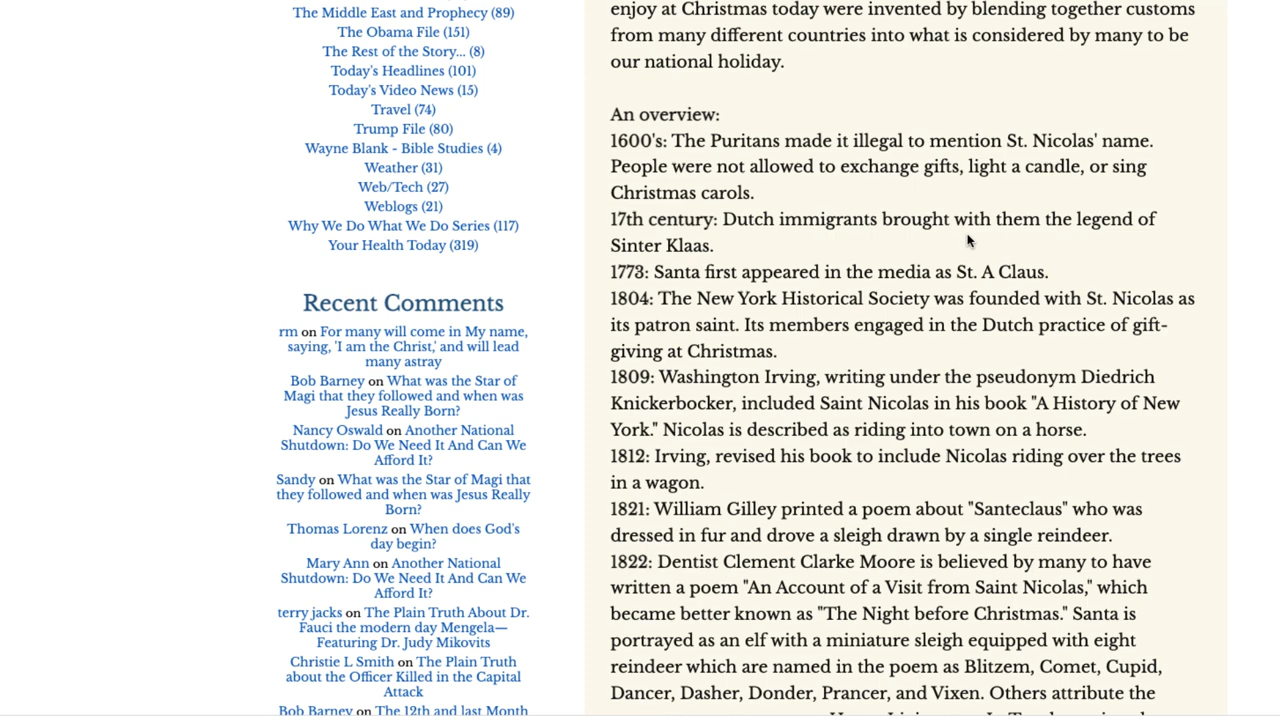 The Middle East and Prophecy (89)
The Obama File (151)
The Rest of the Story... (8)
Today's Headlines (101)
Today's Video News (15)
Travel (74)
Trump File (80)
Wayne Blank - Bible Studies (4)
Weather (31)
Web/Tech (27)
Weblogs (21)
Why We Do What We Do Series (117)
Your Health Today (319)
Recent Comments
rm on For many will come in My name,
saying, 'I am the Christ,' and will lead
many astray
Bob Barney on What was the Star of
Magi that they followed and when was
Jesus Really Born?
Nancy Oswald on Another National
Shutdown: Do We Need It And Can We
Afford It?
Sandy on What was the Star of Magi that
they followed and when was Jesus Really
Born?
Thomas Lorenz on When does God's
day begin?
Mary Ann on Another National
Shutdown: Do We Need It And Can We
Afford It?
terry jacks on The Plain Truth About Dr.
Fauci the modern day Mengela—
Featuring Dr. Judy Mikovits
Christie L Smith on The Plain Truth
about the Officer Killed in the Capital
Attack
Bob Barney on The 12th and last Month
enjoy at Christmas today were invented by blending together customs
from many different countries into what is considered by many to be
our national holiday.
An overview:
1600's: The Puritans made it illegal to mention St. Nicolas' name.
People were not allowed to exchange gifts, light a candle, or sing
Christmas carols.
17th century: Dutch immigrants brought with them the legend of
Sinter Klaas.
1773: Santa first appeared in the media as St. A Claus.
1804: The New York Historical Society was founded with St. Nicolas as
its patron saint. Its members engaged in the Dutch practice of gift-
giving at Christmas.
1809: Washington Irving, writing under the pseudonym Diedrich
Knickerbocker, included Saint Nicolas in his book "A History of New
York." Nicolas is described as riding into town on a horse.
1812: Irving, revised his book to include Nicolas riding over the trees
in a wagon.
1821: William Gilley printed a poem about "Santeclaus" who was
dressed in fur and drove a sleigh drawn by a single reindeer.
1822: Dentist Clement Clarke Moore is believed by many to have
written a poem "An Account of a Visit from Saint Nicolas," which
became better known as "The Night before Christmas." Santa is
portrayed as an elf with a miniature sleigh equipped with eight
reindeer which are named in the poem as Blitzem, Comet, Cupid,
Dancer, Dasher, Donder, Prancer, and Vixen. Others attribute the